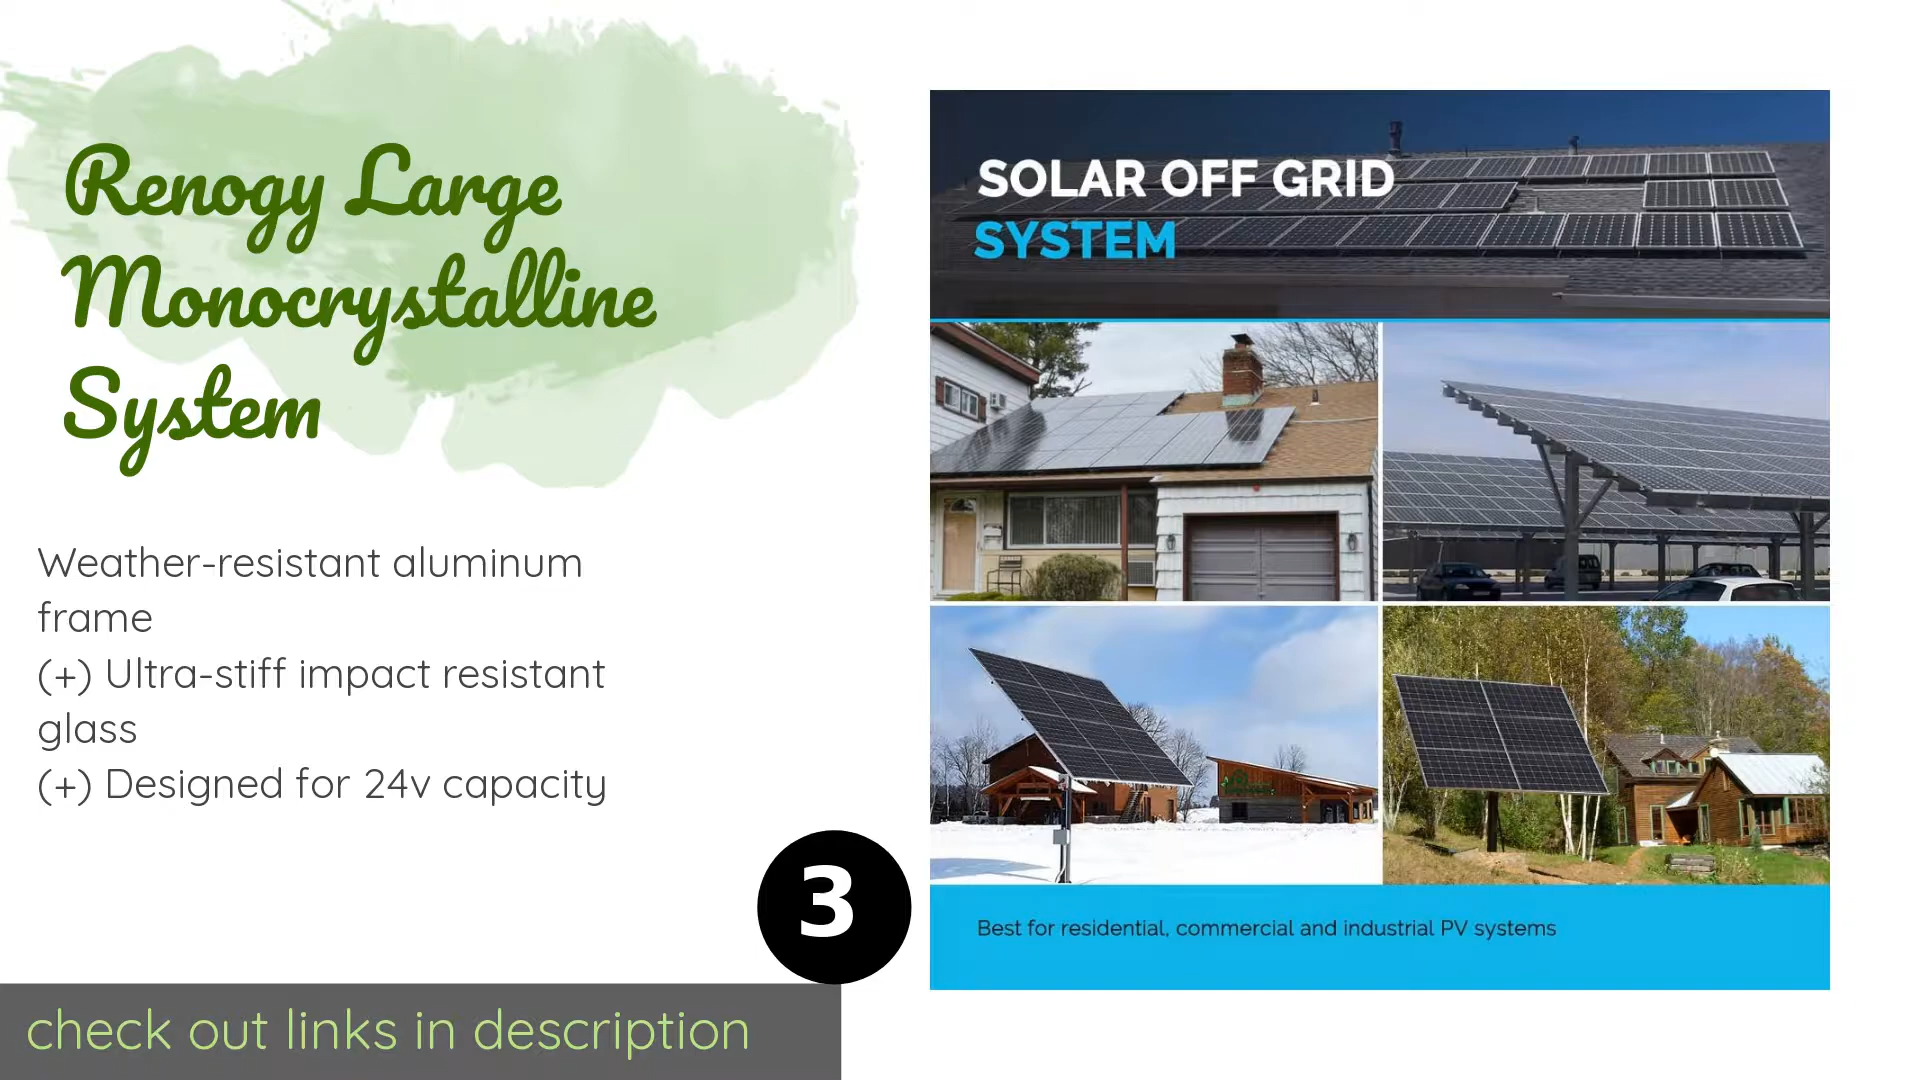 Renogy Large
Monocrystalline
System
Weather-resistant aluminum
frame
(+) Ultra-stiff impact resistant
glass
(+) Designed for 24v capacity
3
check out links in description
SOLAR OFF GRID
SYSTEM
Best for residential, commercial and industrial PV systems